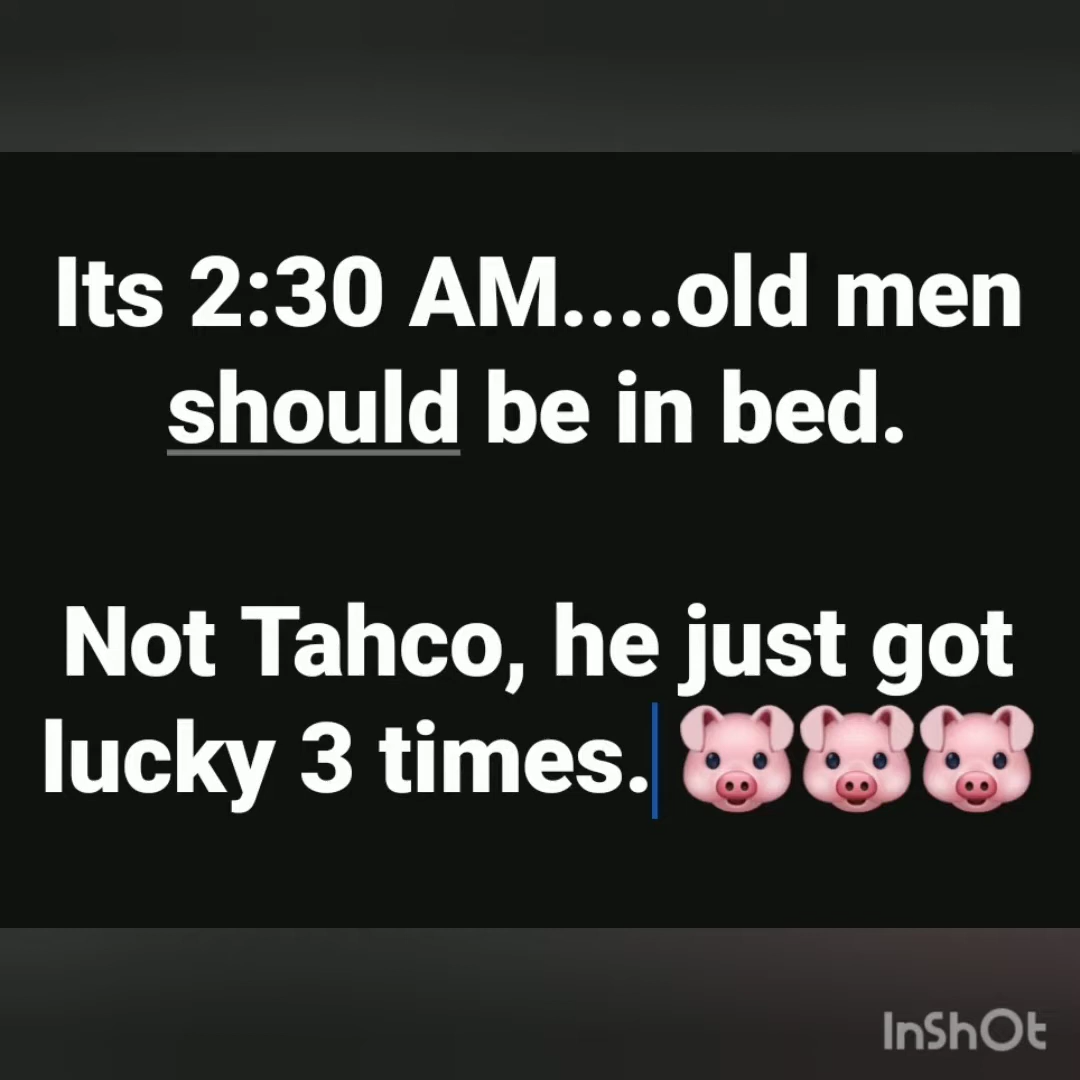 Its 2:30 AM....old men
should be in bed.
Not Tahco, he just got
lucky 3 times. 🐷🐷🐷
InShOt